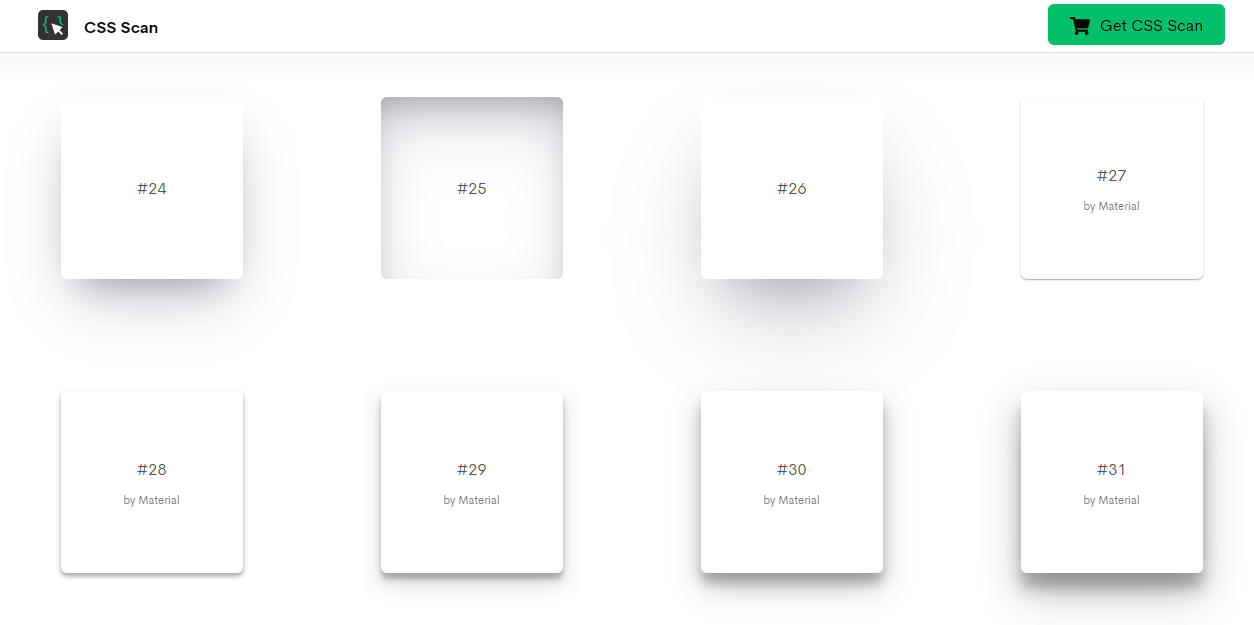 CSS Scan
Get CSS Scan
#24
#25
#26
#27
by Material
#28
by Material
#29
by Material
#30
by Material
#31
by Material